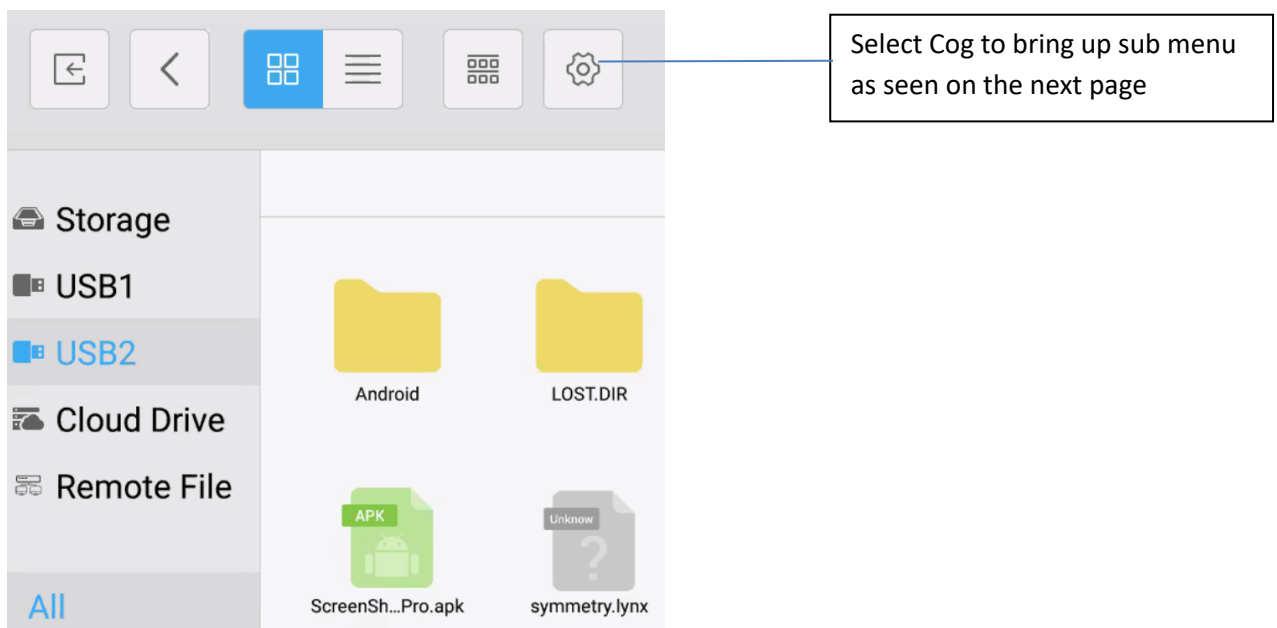 Select Cog to bring up sub menu
as seen on the next page
Storage
USB1
USB2
Cloud Drive
Remote File
All
Android
LOST.DIR
APK
ScreenSh...Pro.apk
Unknow
?
symmetry.lynx